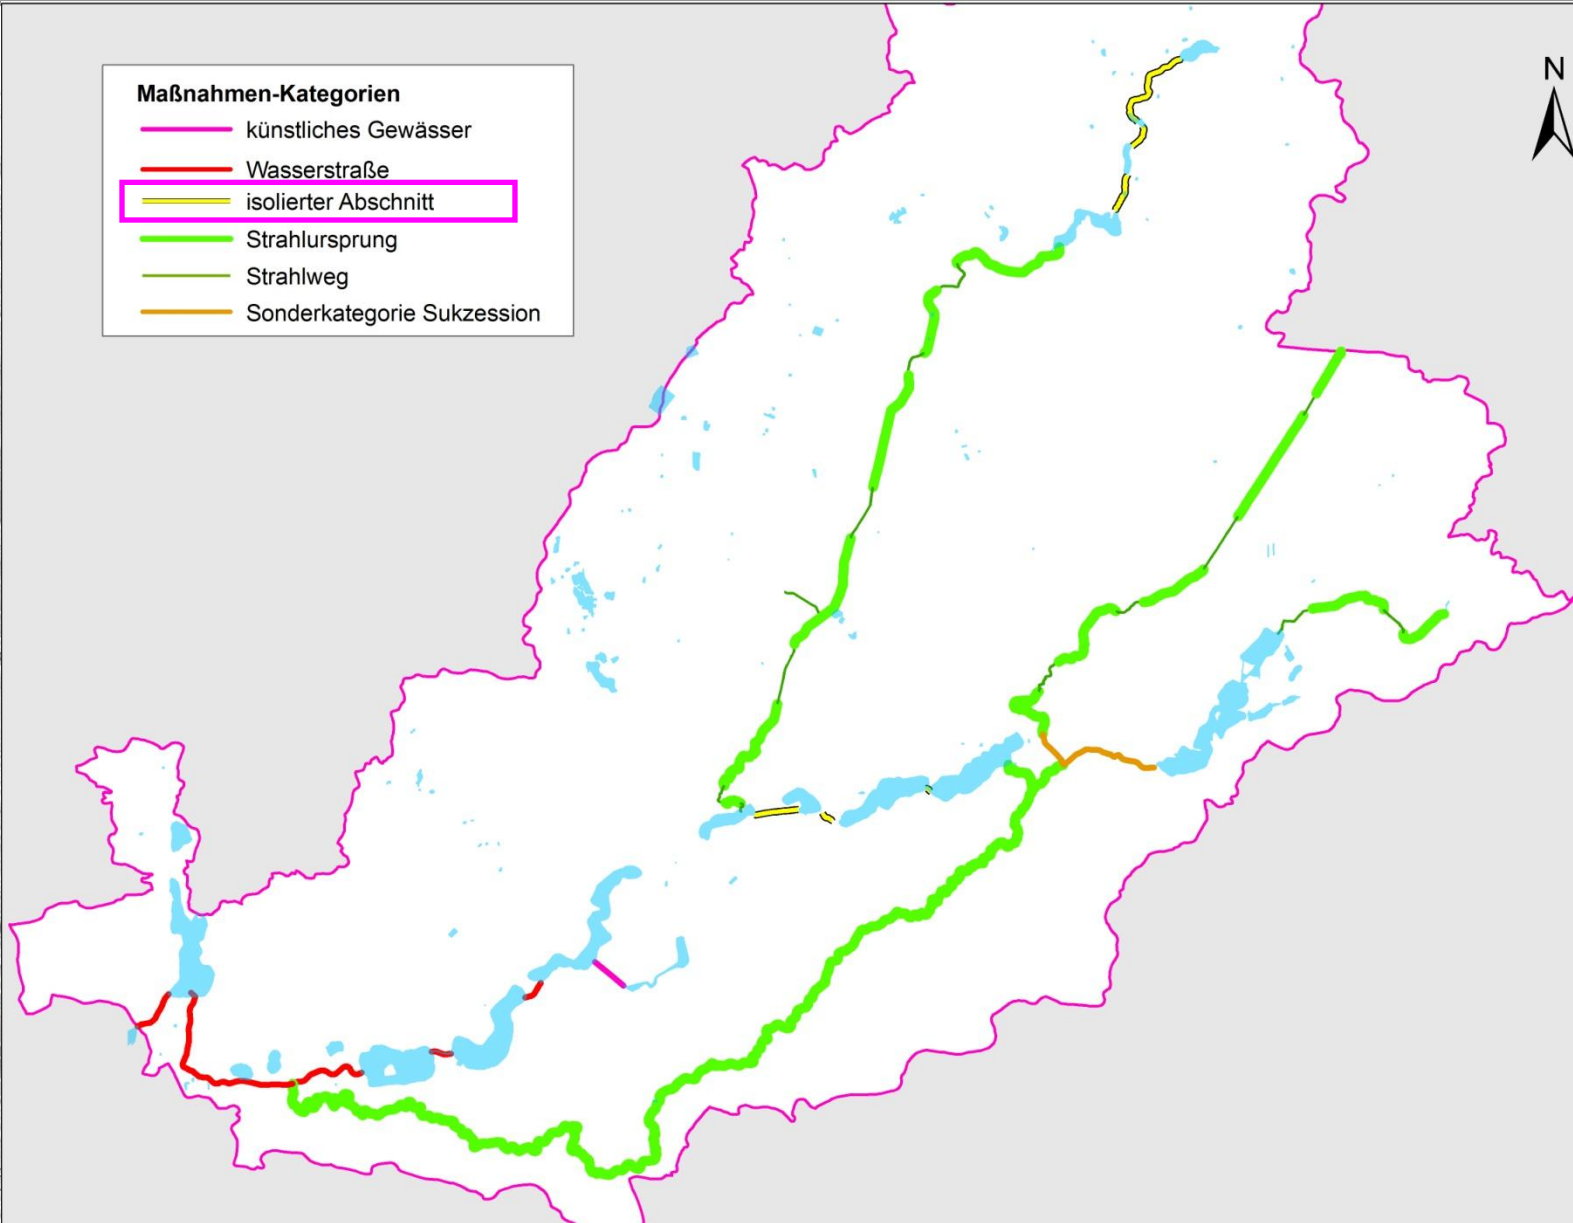 Maßnahmen-Kategorien
künstliches Gewässer
Wasserstraße
isolierter Abschnitt
Strahlursprung
Strahlweg
Sonderkategorie Sukzession
N